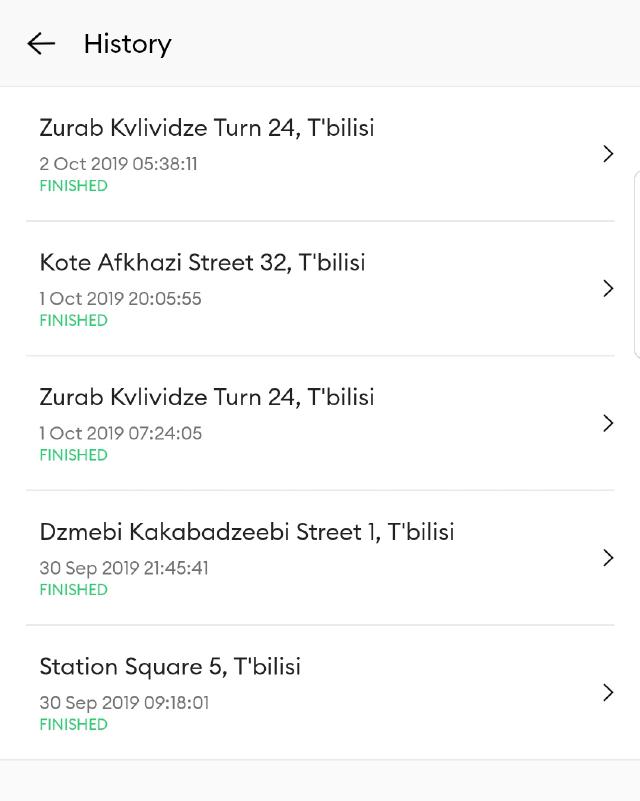 History
Zurab Kvlividze Turn 24, T'bilisi
2 Oct 2019 05:38:11
FINISHED
Kote Afkhazi Street 32, T'bilisi
1 Oct 2019 20:05:55
FINISHED
Zurab Kvlividze Turn 24, T'bilisi
1 Oct 2019 07:24:05
FINISHED
Dzmebi Kakabadzeebi Street 1, T'bilisi
30 Sep 2019 21:45:41
FINISHED
Station Square 5, T'bilisi
30 Sep 2019 09:18:01
FINISHED